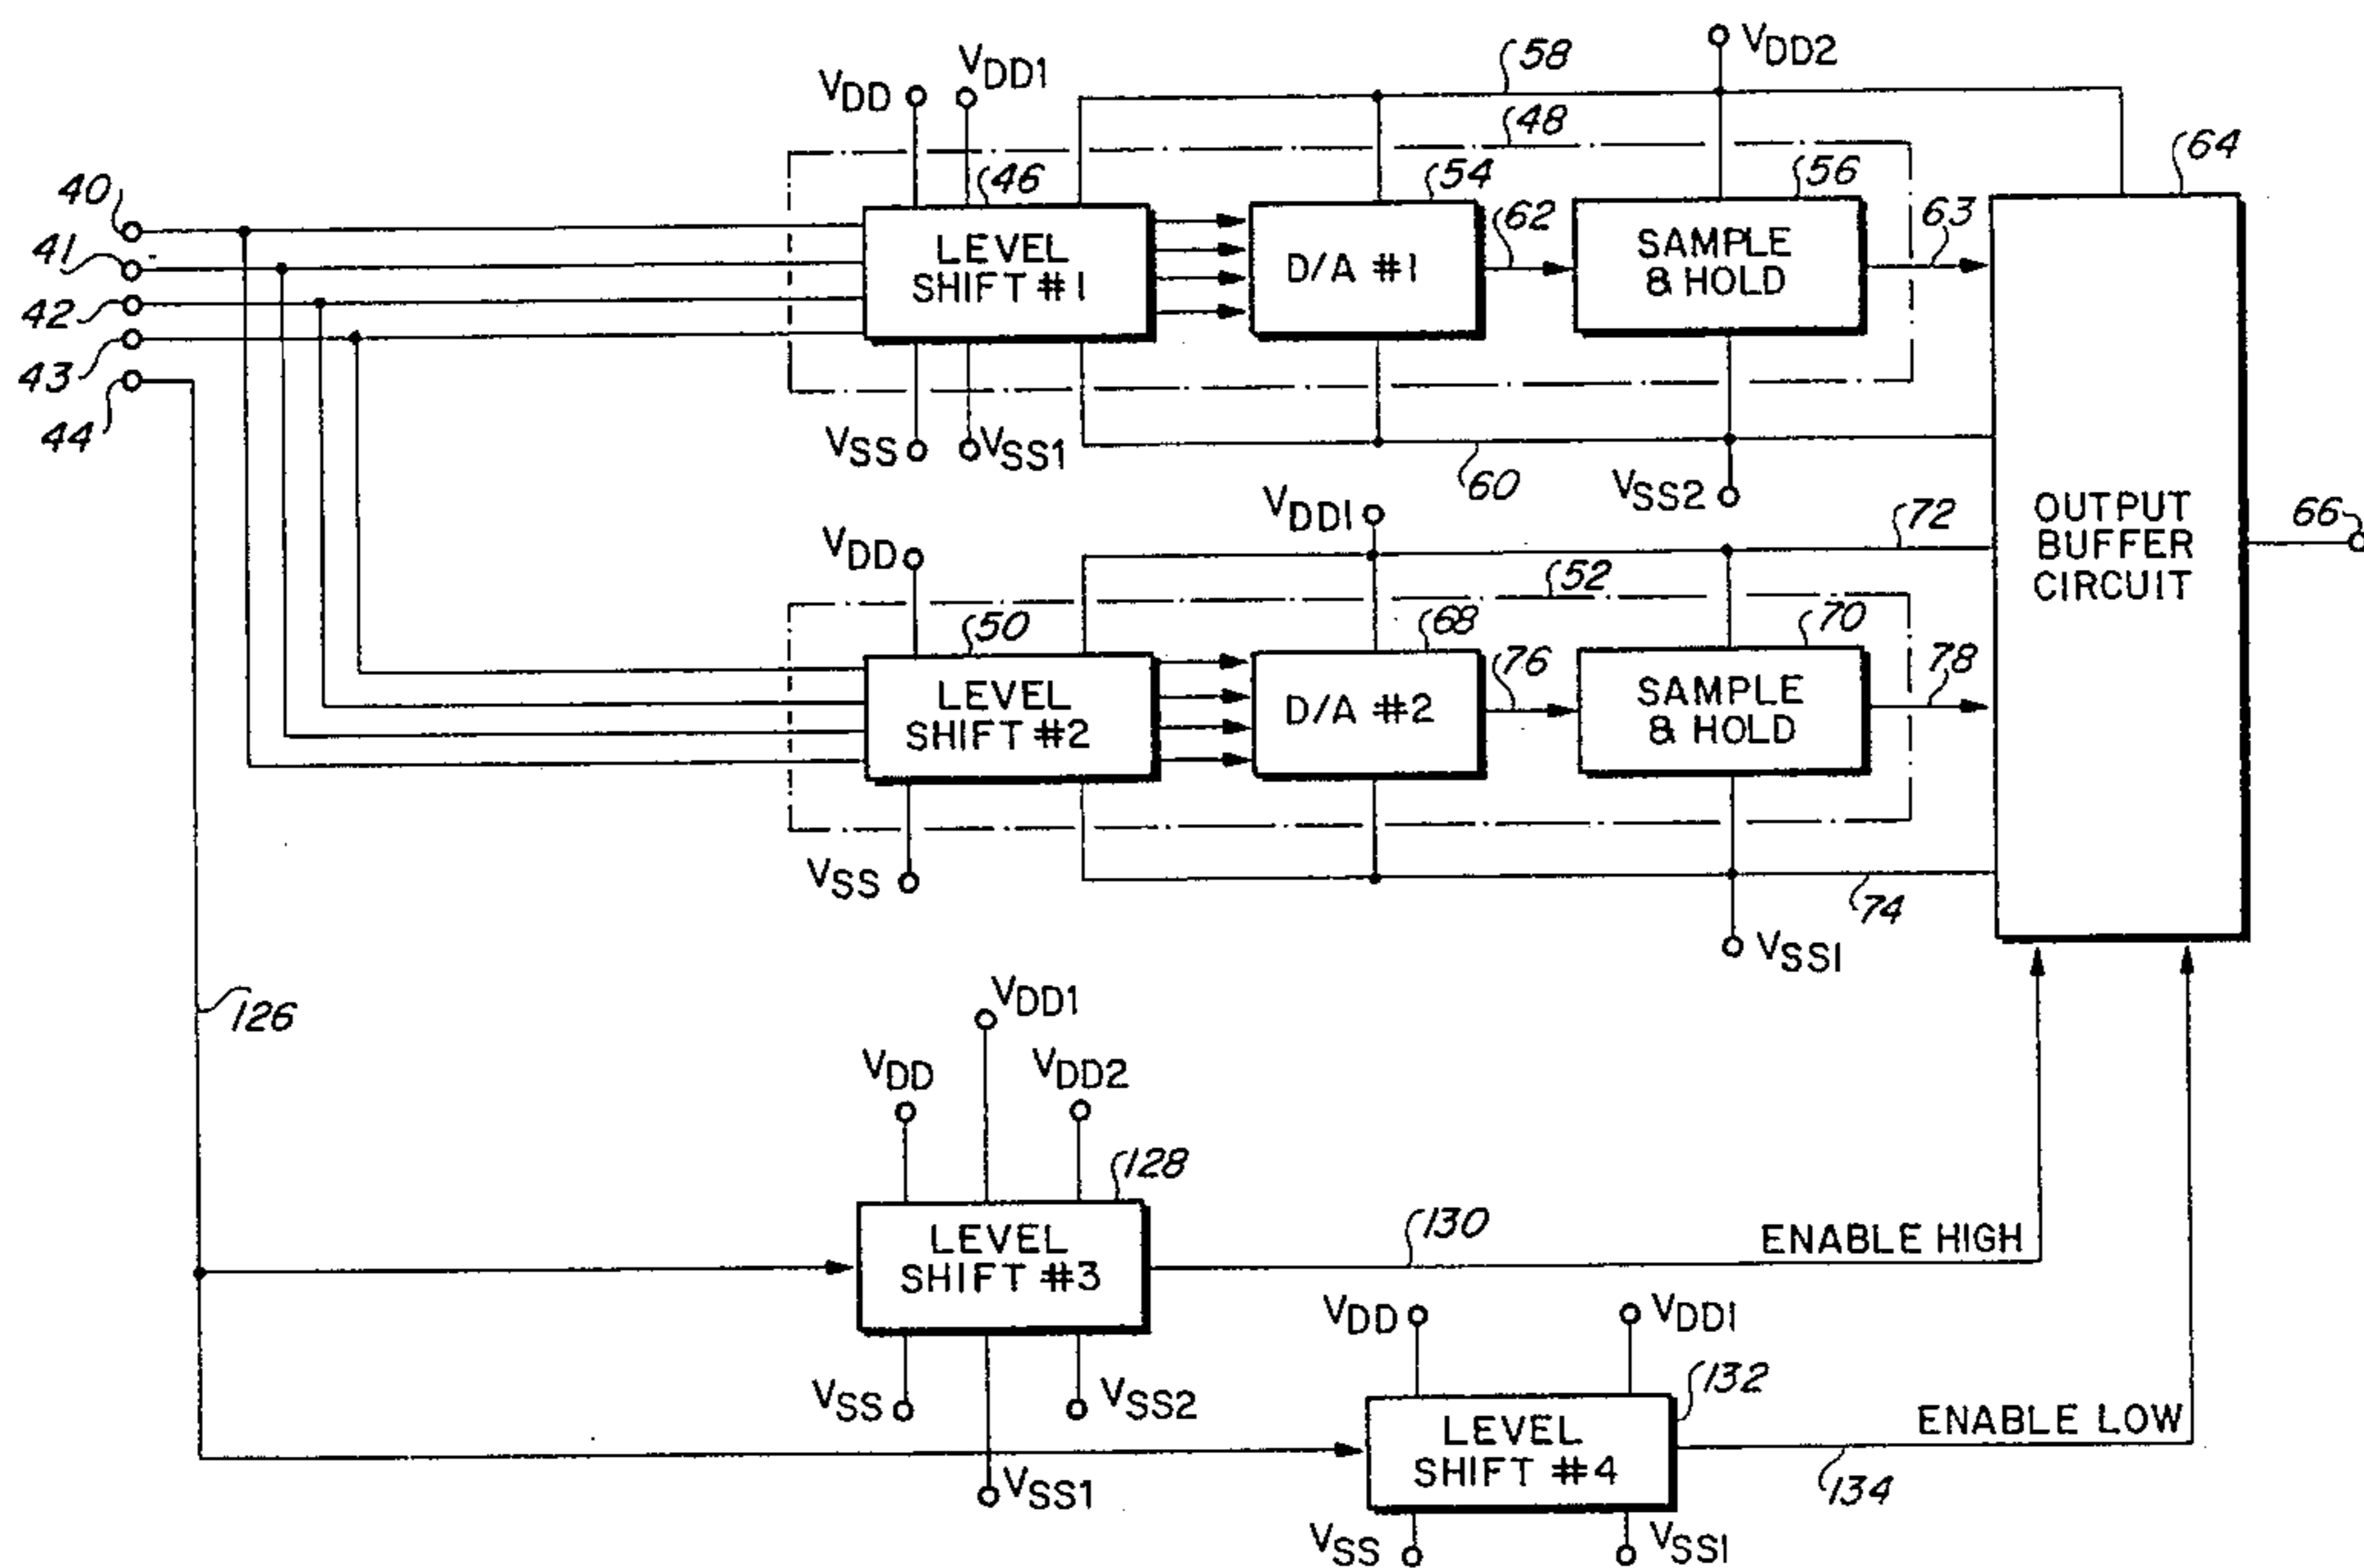 VDD2
58
VDD1
VDD
48
64
40
46
54
56
41
62
63
LEVEL
SHIFT #1
D/A #1
SAMPLE
& HOLD
42
43
44
VSS
VSS1
60
VSS2
VDD1
72
OUTPUT
BUFFER
CIRCUIT
66
VDD
52
50
68
70
76
78
LEVEL
SHIFT #2
D/A #2
SAMPLE
& HOLD
VSS
74
VSS1
126
VDD1
VDD
VDD2
128
LEVEL
SHIFT #3
130
ENABLE HIGH
VDD
VDD1
VSS
VSS2
132
VSS1
LEVEL
SHIFT #4
ENABLE LOW
134
VSS
VSS1